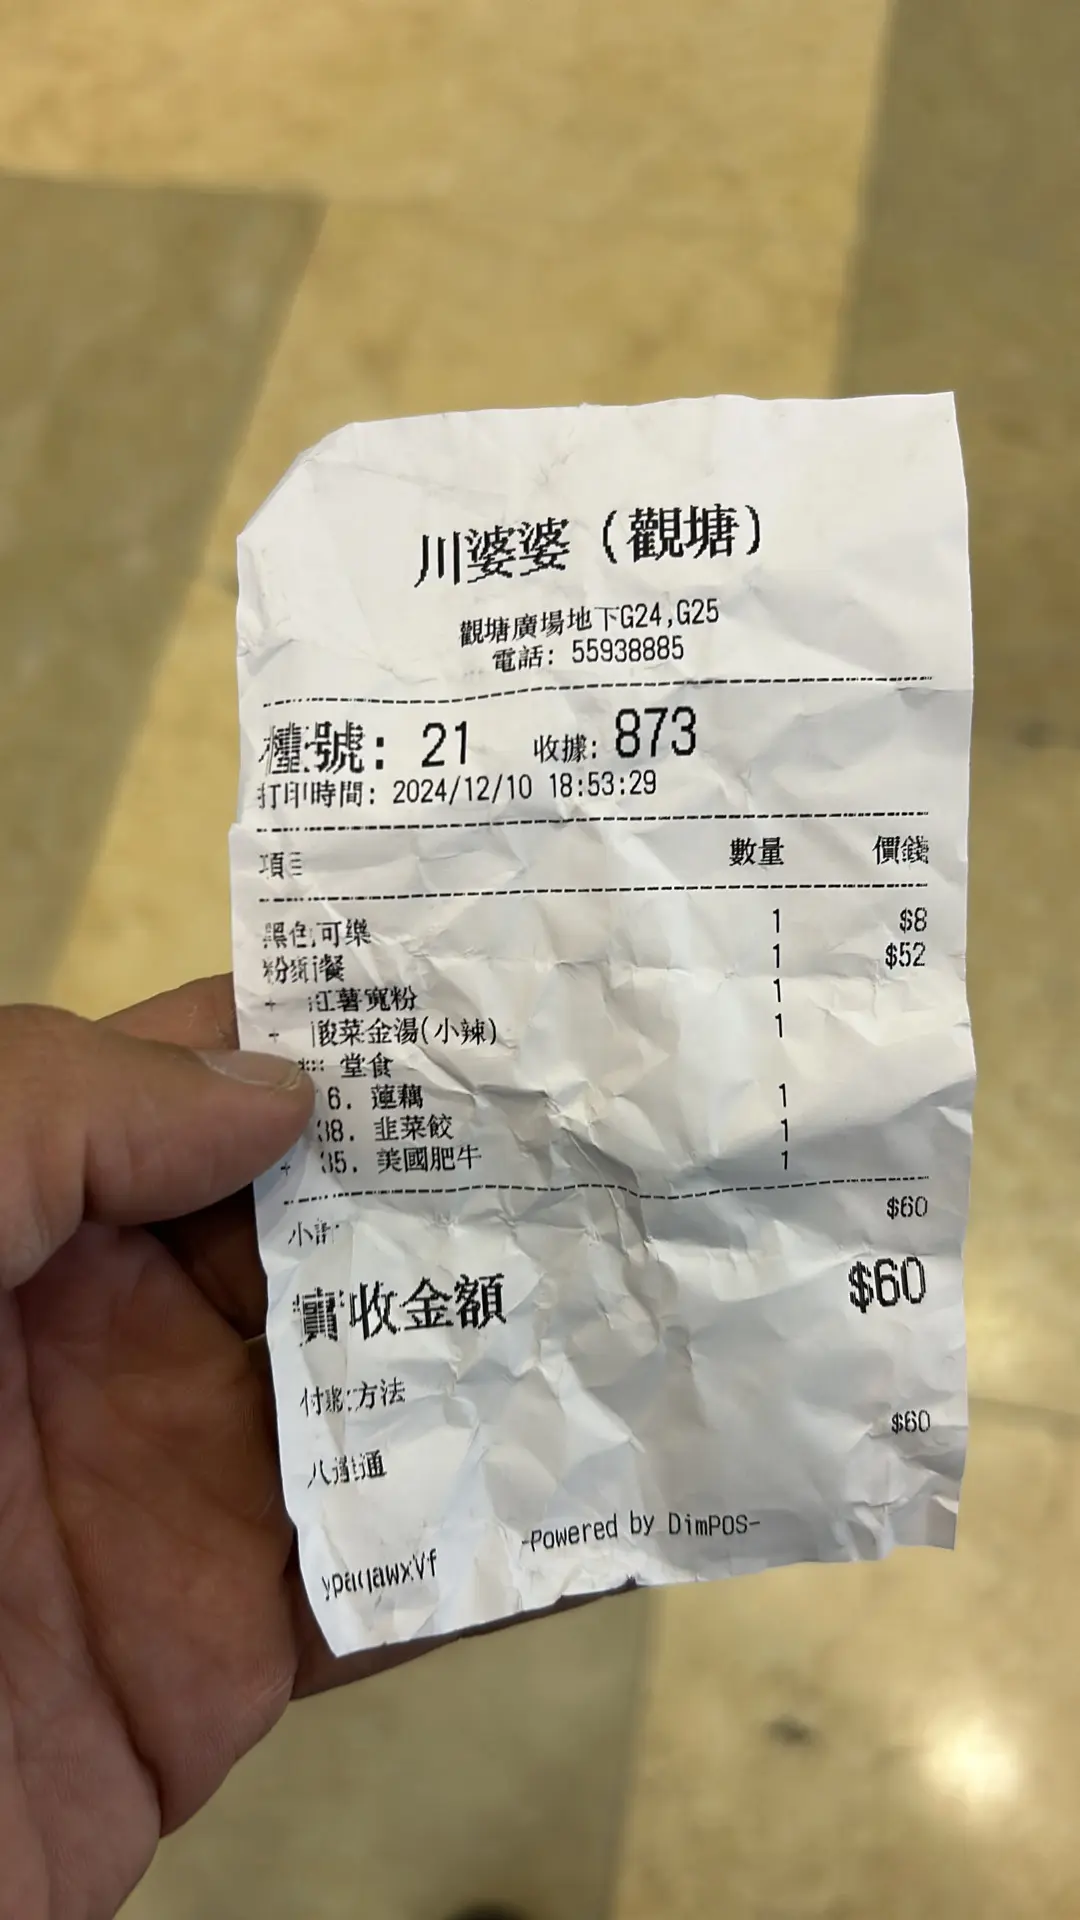 川婆婆（觀塘）
觀塘廣場地下G24,G25
電話: 55938885
檯號: 21 收據: 873
打印時間: 2024/12/10 18:53:29
項目 數量 價錢
黑色可樂 1 $8
粉類餐 1 $52
+ 紅薯寬粉 1
+ 酸菜金湯(小辣) 1
堂食
6. 蓮藕 1
38. 韭菜餃 1
+ 35. 美國肥牛 1
小計 $60
實收金額 $60
付款方法
八達通 $60
-Powered by DimPOS-